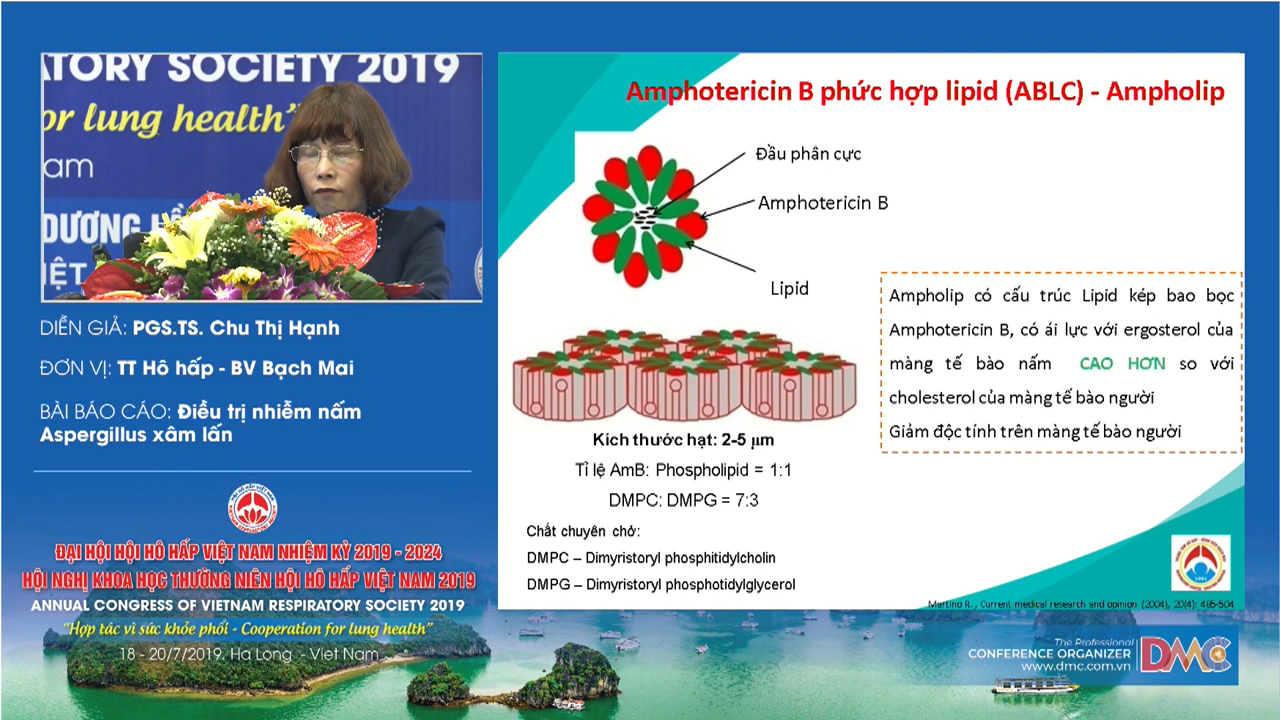 ATORY SOCIETY 2019
or lung health"
am
DƯƠNG
IỆT
DIỄN GIẢ: PGS.TS. Chu Thị Hạnh
ĐƠN VỊ: TT Hô hấp - BV Bạch Mai
BÀI BÁO CÁO: Điều trị nhiễm nấm
Aspergillus xâm lấn
ĐẠI HỘI HỘI HÔ HẤP VIỆT NAM NHIỆM KỲ 2019 - 2024
HỘI NGHỊ KHOA HỌC THƯỜNG NIÊN HỘI HÔ HẤP VIỆT NAM 2019
ANNUAL CONGRESS OF VIETNAM RESPIRATORY SOCIETY 2019
"Hợp tác vì sức khỏe phổi - Cooperation for lung health"
18 - 20/7/2019. Ha Long - Viet Nam
Amphotericin B phức hợp lipid (ABLC) - Ampholip
Đầu phân cực
Amphotericin B
Lipid
Kích thước hạt: 2-5 μm
Tỉ lệ AmB: Phospholipid = 1:1
DMPC: DMPG = 7:3
Chất chuyên chở:
DMPC – Dimyristoryl phosphitidylcholin
DMPG – Dimyristoryl phosphotidylglycerol
Ampholip có cấu trúc Lipid kép bao bọc
Amphotericin B, có ái lực với ergosterol của
màng tế bào nấm CAO HƠN so với
cholesterol của màng tế bào người
Giảm độc tính trên màng tế bào người
Martino R., Current medical research and opinion (2004), 20(4): 485-504
The Professional
CONFERENCE ORGANIZER
www.dmc.com.vn
DMC